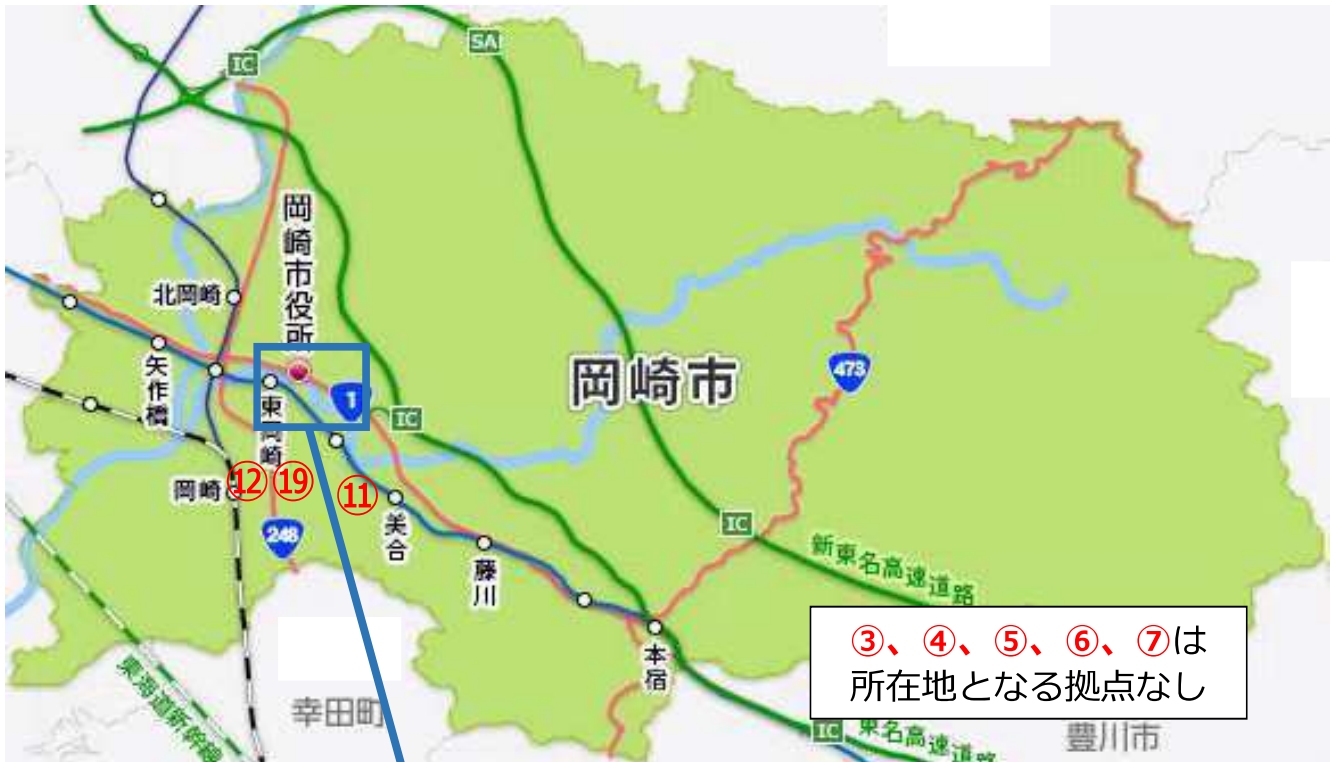 SA
IC
岡崎市役所
北岡崎
矢作橋
東岡崎
1
IC
岡崎市
473
⑫ ⑲
⑪
岡崎
248
美合
藤川
IC
新東名高速道路
本宿
③、④、⑤、⑥、⑦は
所在地となる拠点なし
東海道新幹線
幸田町
IC
東名高速道路
豊川市